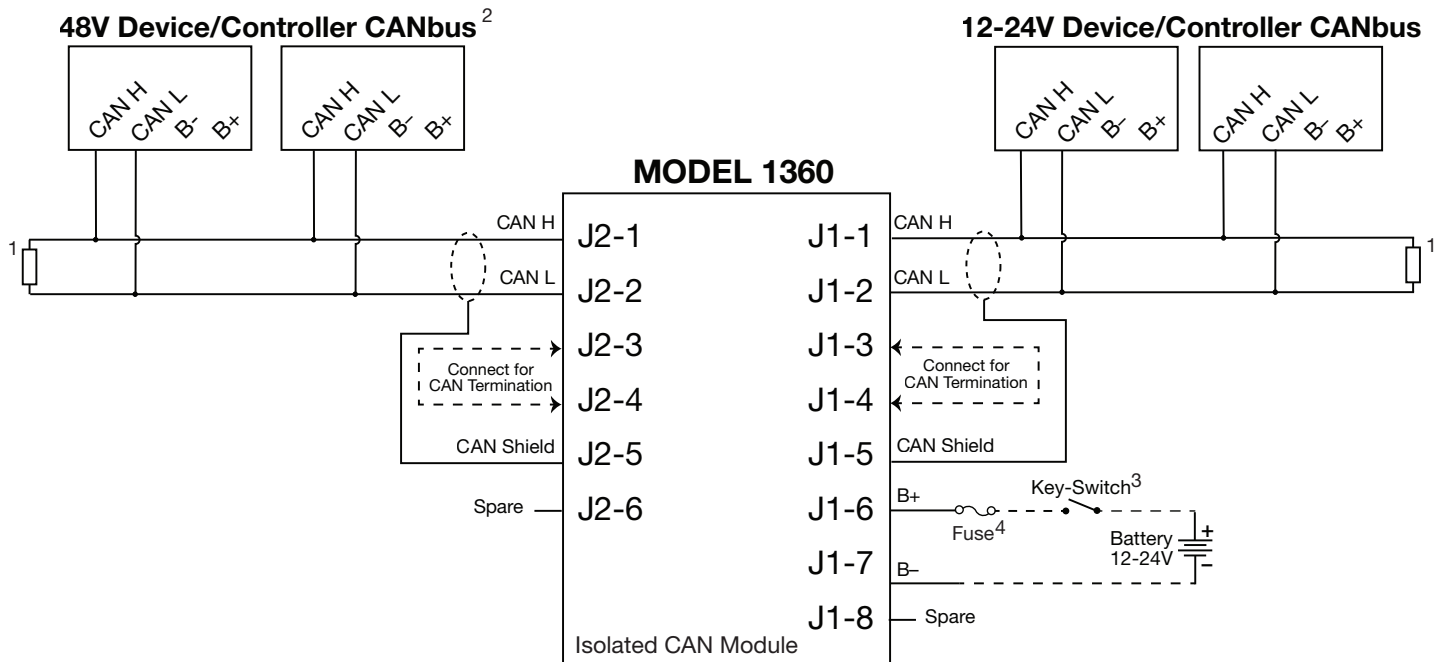 48V Device/Controller CANbus 2
12-24V Device/Controller CANbus
CAN H CAN L B- B+
CAN H CAN L B- B+
CAN H CAN L B- B+
CAN H CAN L B- B+
MODEL 1360
1
CAN H
J2-1
J1-1
CAN H
1
CAN L
J2-2
J1-2
CAN L
J2-3
J1-3
Connect for
CAN Termination
Connect for
CAN Termination
J2-4
J1-4
CAN Shield
J2-5
J1-5
CAN Shield
Spare
J2-6
J1-6
B+
Fuse4
Key-Switch3
Battery
12-24V
+
–
J1-7
B–
J1-8
Spare
Isolated CAN Module